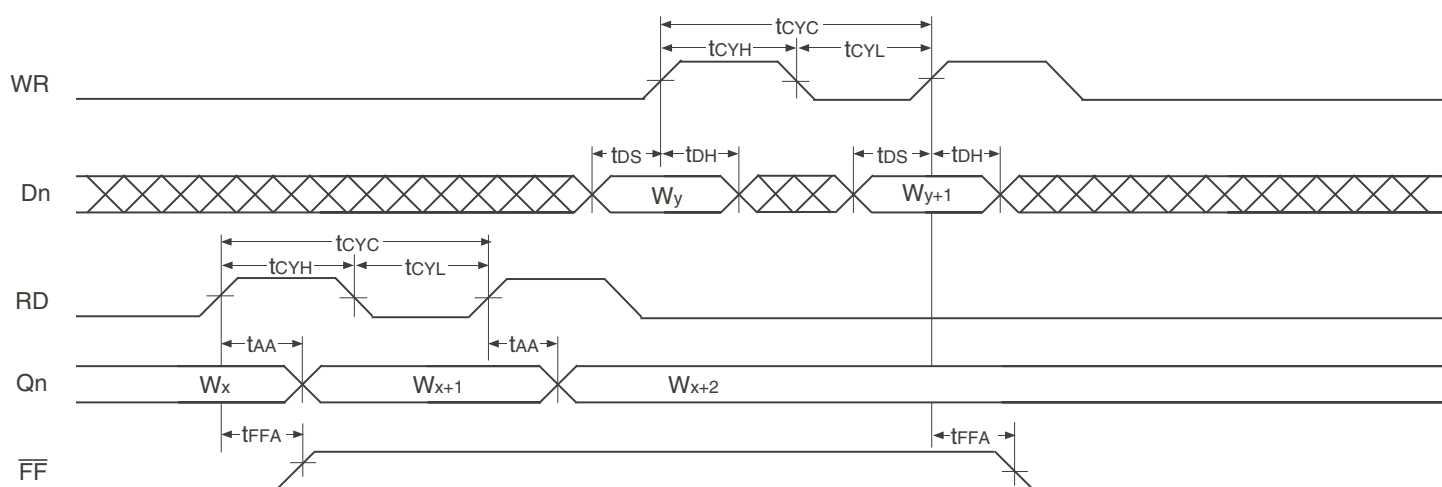 tCYC
tCYH tCYL
WR
tDS tDH tDS tDH
Dn Wy Wy+1
tCYC
tCYH tCYL
RD
tAA tAA
Qn Wx Wx+1 Wx+2
tFFA tFFA
F̅F̅